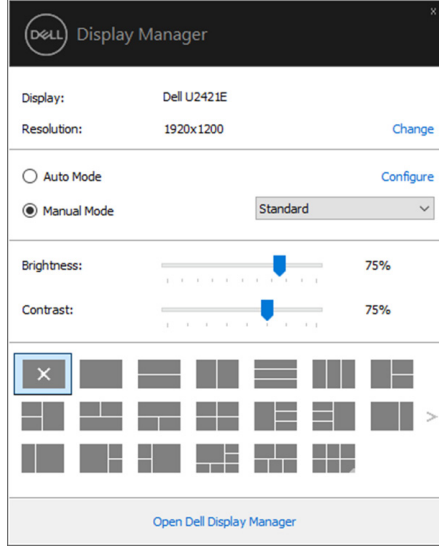 x
DELL Display Manager
Display: Dell U2421E
Resolution: 1920x1200 Change
Auto Mode Configure
Manual Mode Standard
Brightness: 75%
Contrast: 75%
Open Dell Display Manager